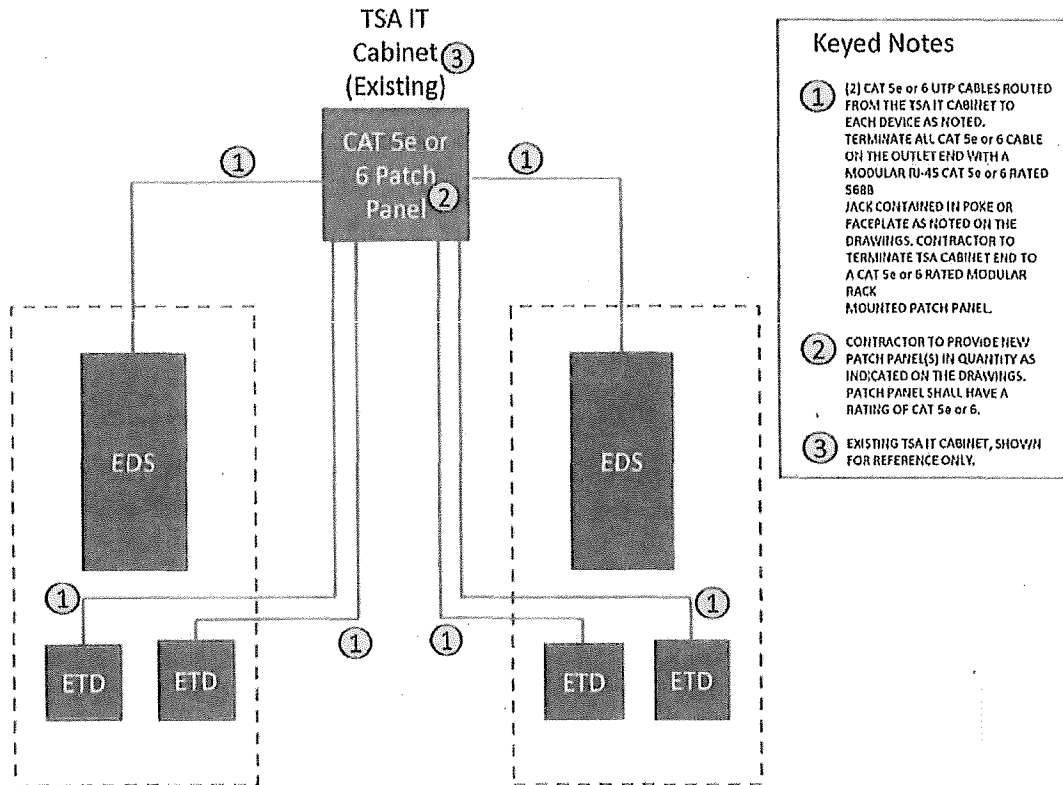 TSA IT
Cabinet 3
(Existing)
CAT 5e or
6 Patch
Panel 2
1
1
EDS
EDS
1
1
1
1
ETD
ETD
ETD
ETD
Keyed Notes
1 (2) CAT 5e or 6 UTP CABLES ROUTED
FROM THE TSA IT CABINET TO
EACH DEVICE AS NOTED.
TERMINATE ALL CAT 5e or 6 CABLE
ON THE OUTLET END WITH A
MODULAR RJ-45 CAT 5e or 6 RATED
568B
JACK CONTAINED IN POKE OR
FACEPLATE AS NOTED ON THE
DRAWINGS. CONTRACTOR TO
TERMINATE TSA CABINET END TO
A CAT 5e or 6 RATED MODULAR
RACK
MOUNTED PATCH PANEL.
2 CONTRACTOR TO PROVIDE NEW
PATCH PANEL(S) IN QUANTITY AS
INDICATED ON THE DRAWINGS.
PATCH PANEL SHALL HAVE A
RATING OF CAT 5e or 6.
3 EXISTING TSA IT CABINET, SHOWN
FOR REFERENCE ONLY.